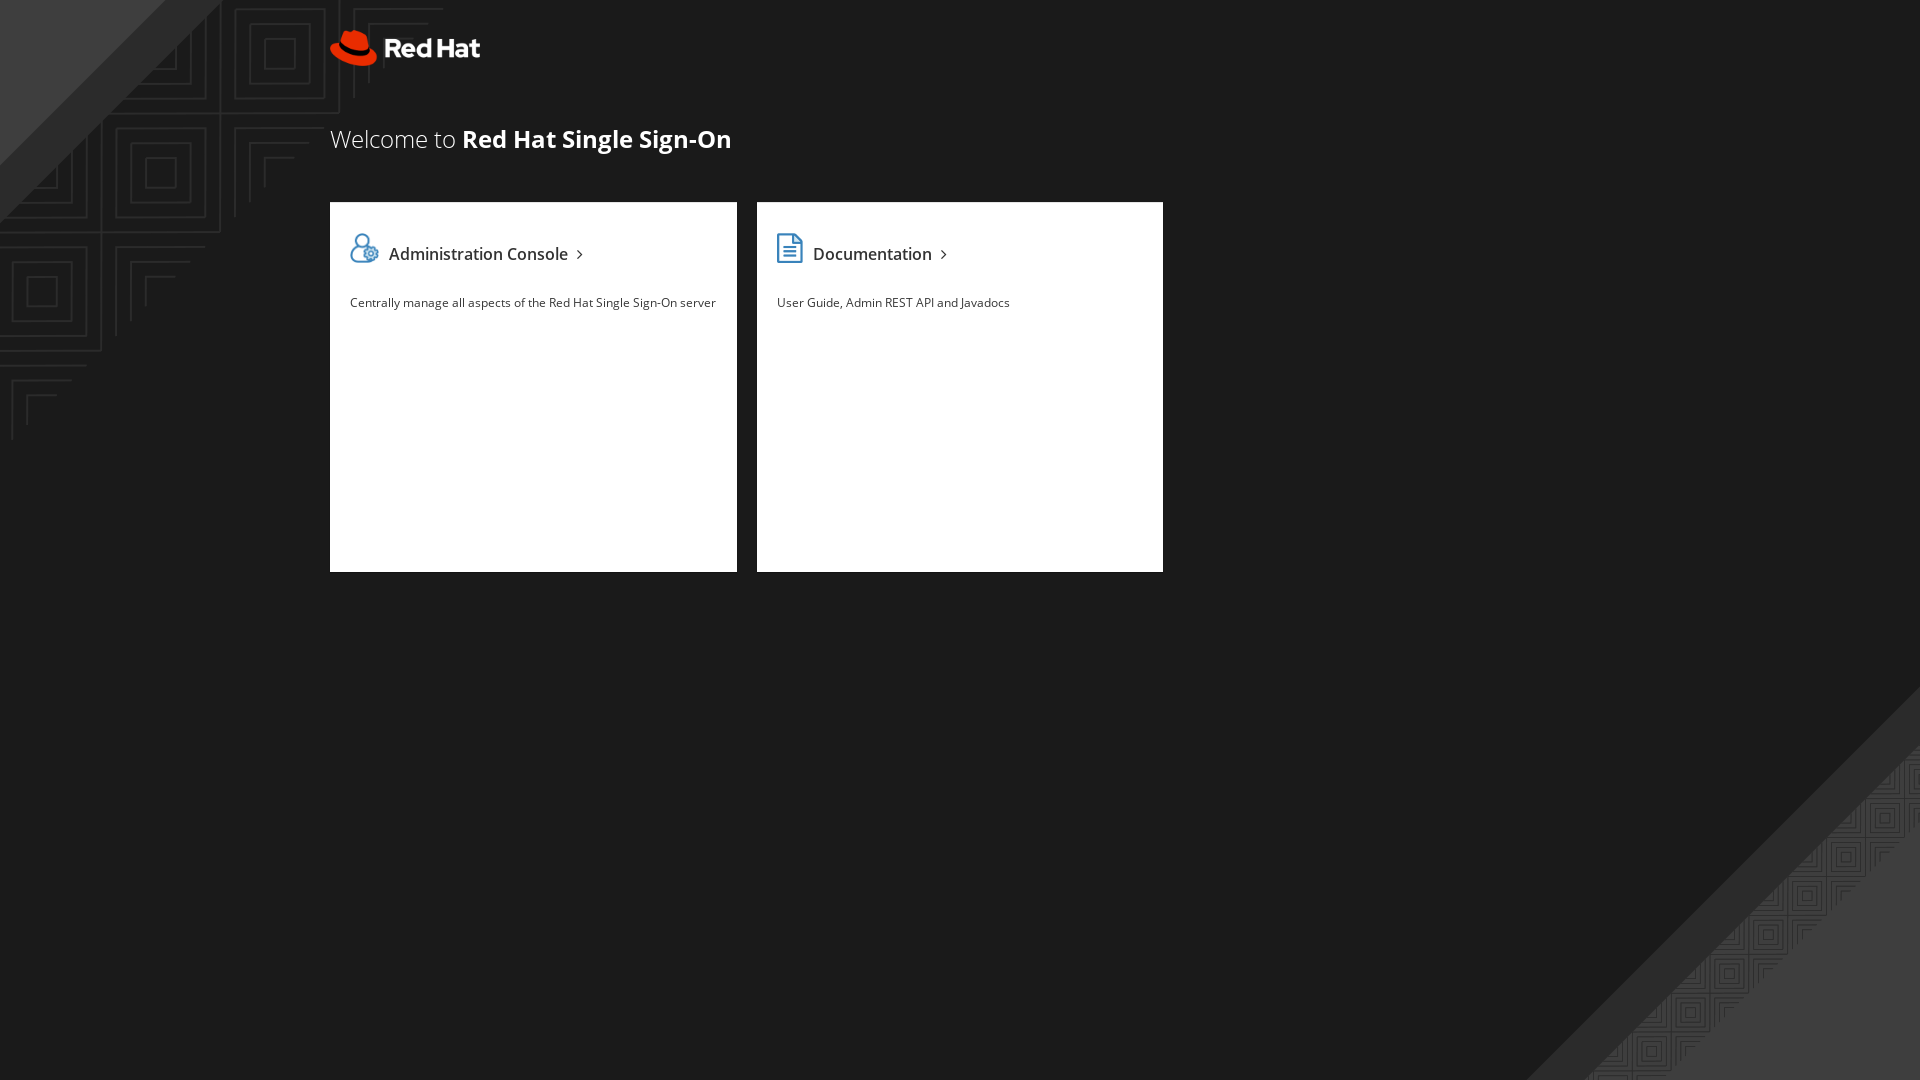 Red Hat
Welcome to Red Hat Single Sign-On
Administration Console
Centrally manage all aspects of the Red Hat Single Sign-On server
Documentation
User Guide, Admin REST API and Javadocs